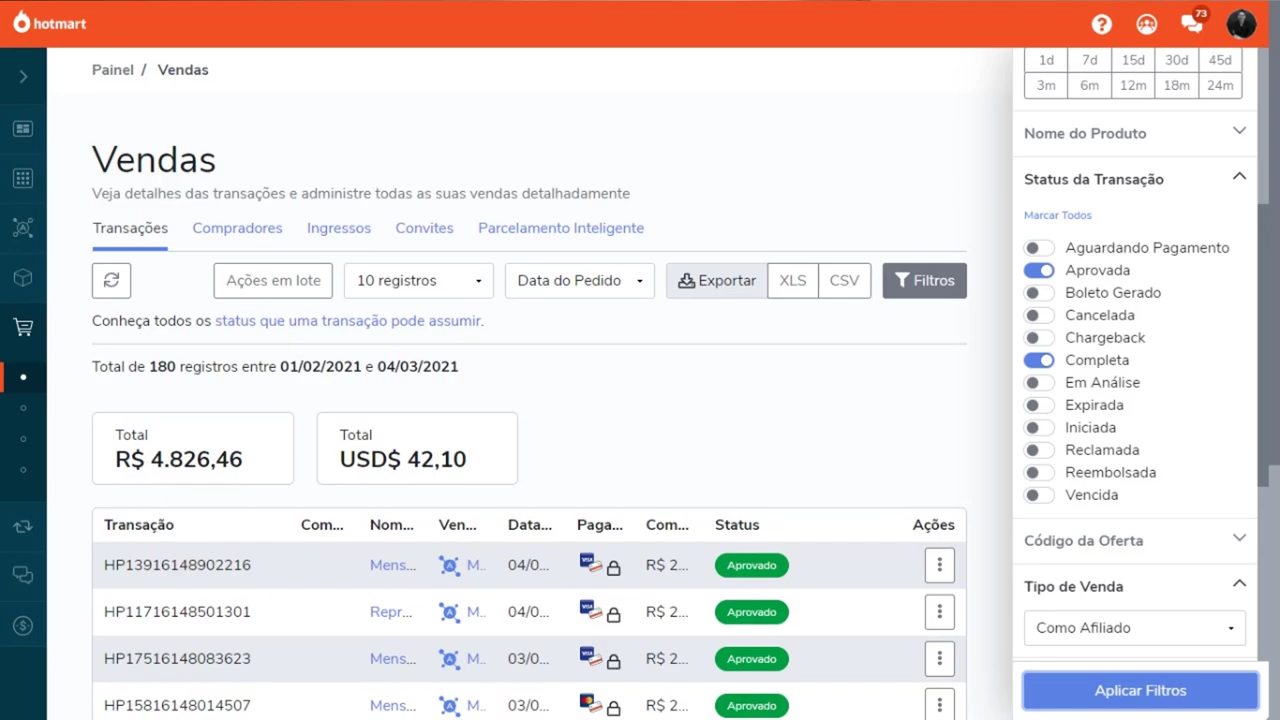 hotmart
73
Painel / Vendas
Vendas
Veja detalhes das transações e administre todas as suas vendas detalhadamente
Transações Compradores Ingressos Convites Parcelamento Inteligente
Ações em lote 10 registros Data do Pedido Exportar XLS CSV Filtros
Conheça todos os status que uma transação pode assumir.
Total de 180 registros entre 01/02/2021 e 04/03/2021
Total
R$ 4.826,46
Total
USD$ 42,10
Transação Com... Nom... Ven... Data... Paga... Com... Status Ações
HP13916148902216 Mens... M.. 04/0... VISA R$ 2... Aprovado
HP11716148501301 Repr... M.. 04/0... VISA R$ 2... Aprovado
HP17516148083623 Mens... M.. 03/0... VISA R$ 2... Aprovado
HP15816148014507 Mens... M.. 03/0... R$ 2... Aprovado
1d 7d 15d 30d 45d
3m 6m 12m 18m 24m
Nome do Produto
Status da Transação
Marcar Todos
Aguardando Pagamento
Aprovada
Boleto Gerado
Cancelada
Chargeback
Completa
Em Análise
Expirada
Iniciada
Reclamada
Reembolsada
Vencida
Código da Oferta
Tipo de Venda
Como Afiliado
Aplicar Filtros